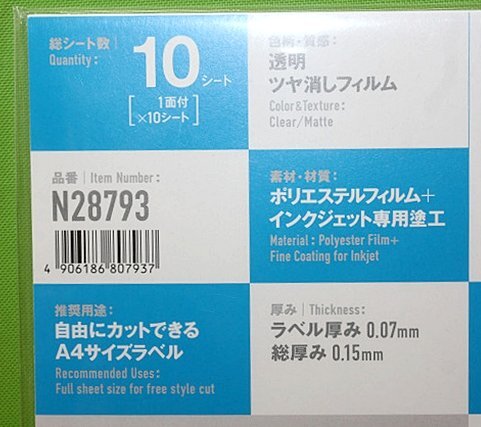 総シート数
Quantity:
10シート
1面付
×10シート
色柄・質感:
透明
ツヤ消しフィルム
Color&Texture:
Clear/Matte
品番 | Item Number:
N28793
4 906186 807937
素材・材質:
ポリエステルフィルム+
インクジェット専用塗工
Material: Polyester Film+
Fine Coating for Inkjet
推奨用途:
自由にカットできる
A4サイズラベル
Recommended Uses:
Full sheet size for free style cut
厚み | Thickness:
ラベル厚み 0.07mm
総厚み 0.15mm